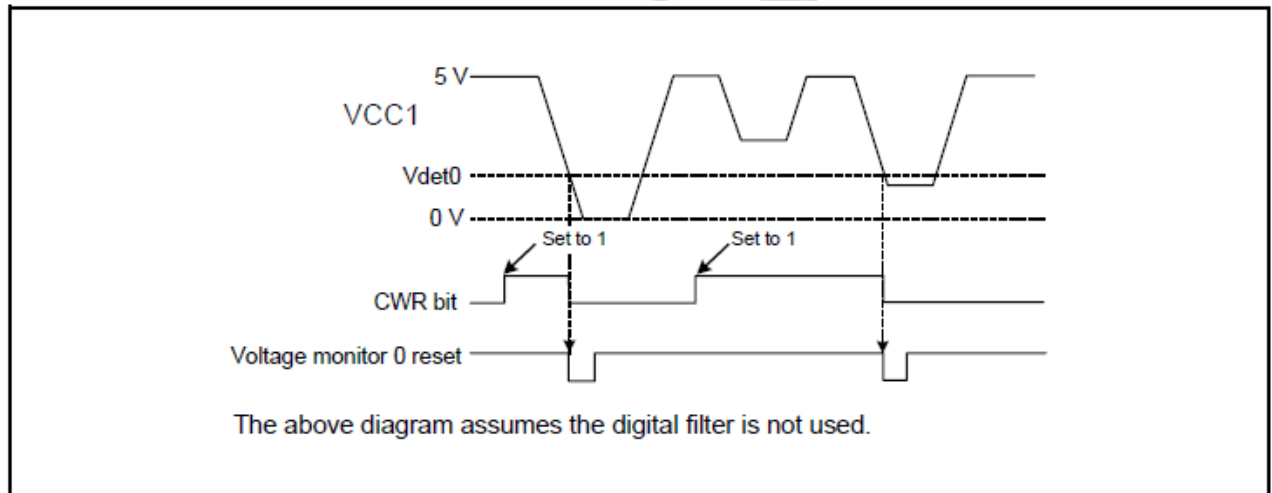 5 V
VCC1
Vdet0
0 V
Set to 1 Set to 1
CWR bit
Voltage monitor 0 reset
The above diagram assumes the digital filter is not used.